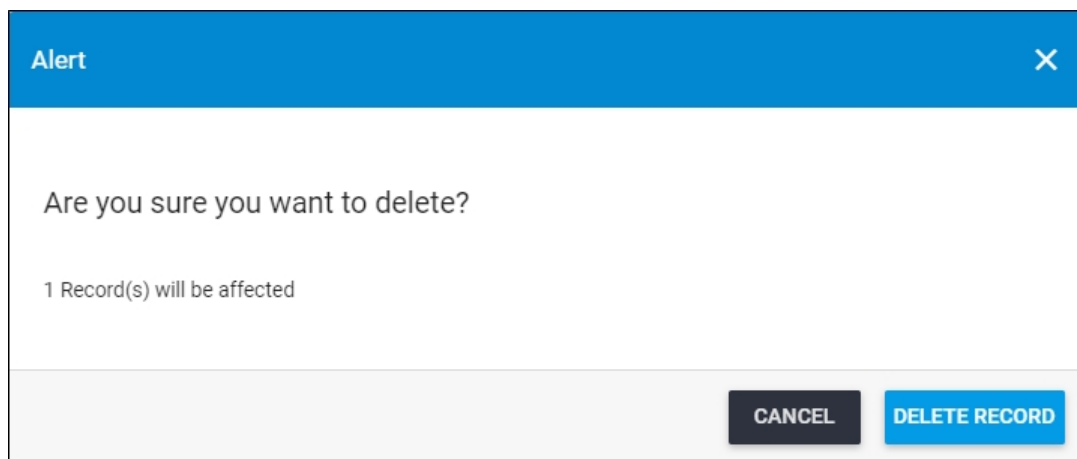 Alert
Are you sure you want to delete?
1 Record(s) will be affected
CANCEL DELETE RECORD